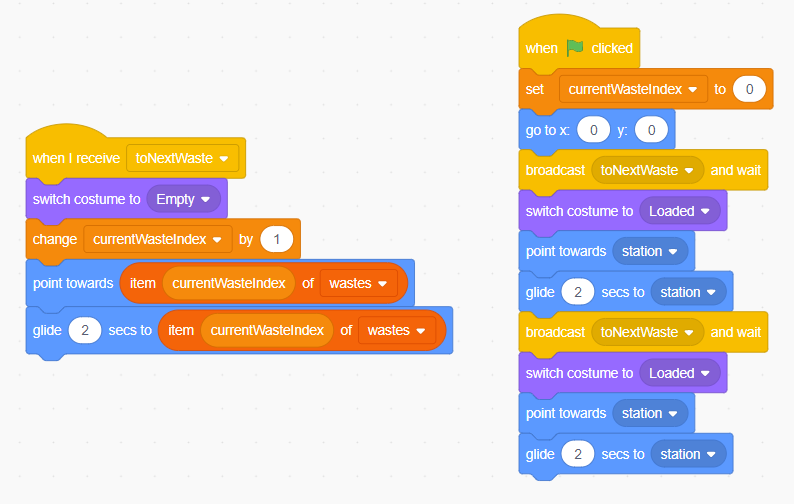 when I receive toNextWaste
switch costume to Empty
change currentWasteIndex by 1
point towards item currentWasteIndex of wastes
glide 2 secs to item currentWasteIndex of wastes
when clicked
set currentWasteIndex to 0
go to x: 0 y: 0
broadcast toNextWaste and wait
switch costume to Loaded
point towards station
glide 2 secs to station
broadcast toNextWaste and wait
switch costume to Loaded
point towards station
glide 2 secs to station